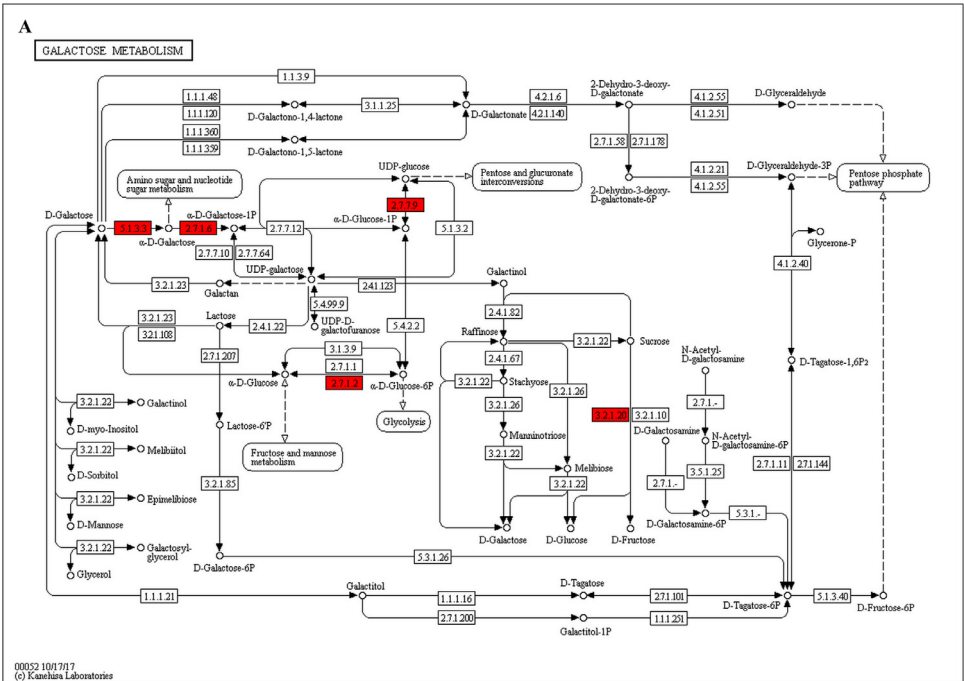 A
GALACTOSE METABOLISM
1.1.3.9
1.1.1.48
1.1.1.120
D-Galactono-1,4-lactone
3.1.1.25
D-Galactonate
4.2.1.6
4.2.1.140
2-Dehydro-3-deoxy-
D-galactonate
4.1.2.55
4.1.2.51
D-Glyceraldehyde
1.1.1.360
1.1.1.359
D-Galactono-1,5-lactone
2.7.1.58
2.7.1.178
4.1.2.21
4.1.2.55
D-Glyceraldehyde-3P
2-Dehydro-3-deoxy-
D-galactonate-6P
Pentose phosphate
pathway
Amino sugar and nucleotide
sugar metabolism
UDP-glucose
Pentose and glucuronate
interconversions
D-Galactose
5.1.3.3
α-D-Galactose
2.7.1.6
α-D-Galactose-1P
2.7.7.12
α-D-Glucose-1P
2.7.7.9
5.1.3.2
2.7.7.10
2.7.7.64
UDP-galactose
Glycerone-P
4.1.2.40
3.2.1.23
Galactan
2.4.1.123
Galactinol
5.4.99.9
UDP-D-
galactofuranose
Lactose
3.2.1.23
3.2.1.108
2.4.1.22
5.4.2.2
2.4.1.82
Raffinose
3.2.1.22
Sucrose
2.7.1.207
3.1.3.9
2.7.1.1
2.7.1.2
α-D-Glucose
α-D-Glucose-6P
2.4.1.67
3.2.1.22
Stachyose
3.2.1.26
3.2.1.26
N-Acetyl-
D-galactosamine
D-Tagatose-1,6P2
3.2.1.22
Galactinol
D-myo-Inositol
Lactose-6'P
Glycolysis
Fructose and mannose
metabolism
3.2.1.20
3.2.1.10
2.7.1.-
D-Galactosamine
Manninotriose
3.2.1.22
N-Acetyl-
D-galactosamine-6P
3.2.1.22
Melibiitol
D-Sorbitol
Melibiose
3.2.1.22
2.7.1.11
2.7.1.144
3.5.1.25
2.7.1.-
3.2.1.85
3.2.1.22
Epimelibiose
D-Mannose
D-Galactosamine-6P
5.3.1.-
D-Galactose
D-Glucose
D-Fructose
3.2.1.22
Galactosyl-
glycerol
Glycerol
D-Galactose-6P
5.3.1.26
1.1.1.21
Galactitol
1.1.1.16
D-Tagatose
2.7.1.101
D-Tagatose-6P
5.1.3.40
D-Fructose-6P
2.7.1.200
Galactitol-1P
1.1.1.251
00052 10/17/17
(c) Kanehisa Laboratories